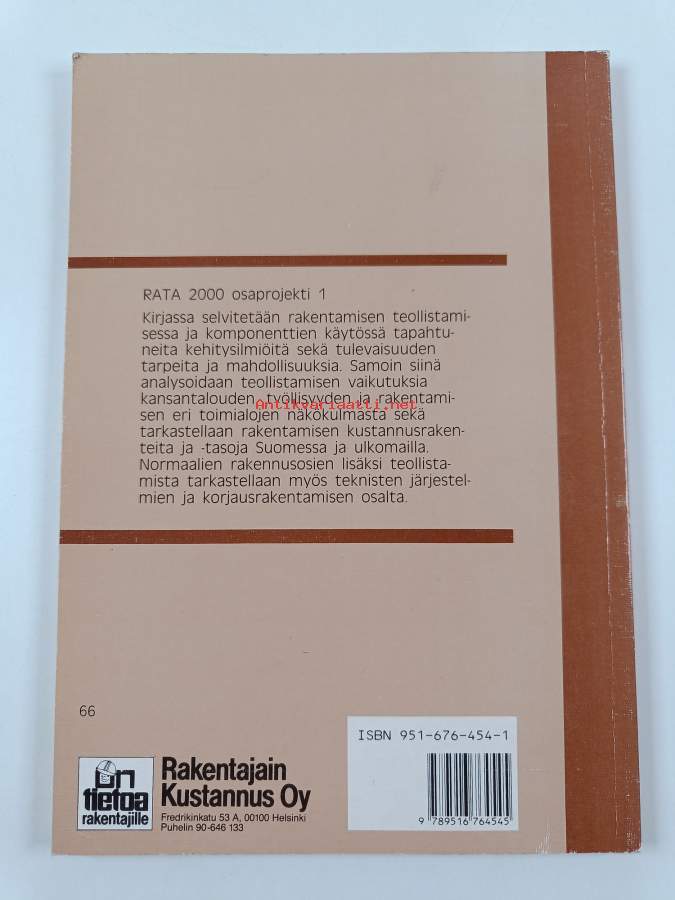 RATA 2000 osaprojekti 1
Kirjassa selvitetään rakentamisen teollistami-
sessa ja komponenttien käytössä tapahtu-
neita kehitysilmiöitä sekä tulevaisuuden
tarpeita ja mahdollisuuksia. Samoin siinä
analysoidaan teollistamisen vaikutuksia
kansantalouden, työllisyyden ja rakentami-
Antikvariaatti.net
sen eri toimialojen näkökulmasta sekä
tarkastellaan rakentamisen kustannusraken-
teita ja -tasoja Suomessa ja ulkomailla.
Normaalien rakennusosien lisäksi teollista-
mista tarkastellaan myös teknisten järjestel-
mien ja korjausrakentamisen osalta.
66
ISBN 951-676-454-1
9 789516 764545
on
tietoa
rakentajille
Rakentajain
Kustannus Oy
Fredrikinkatu 53 A, 00100 Helsinki
Puhelin 90-646 133